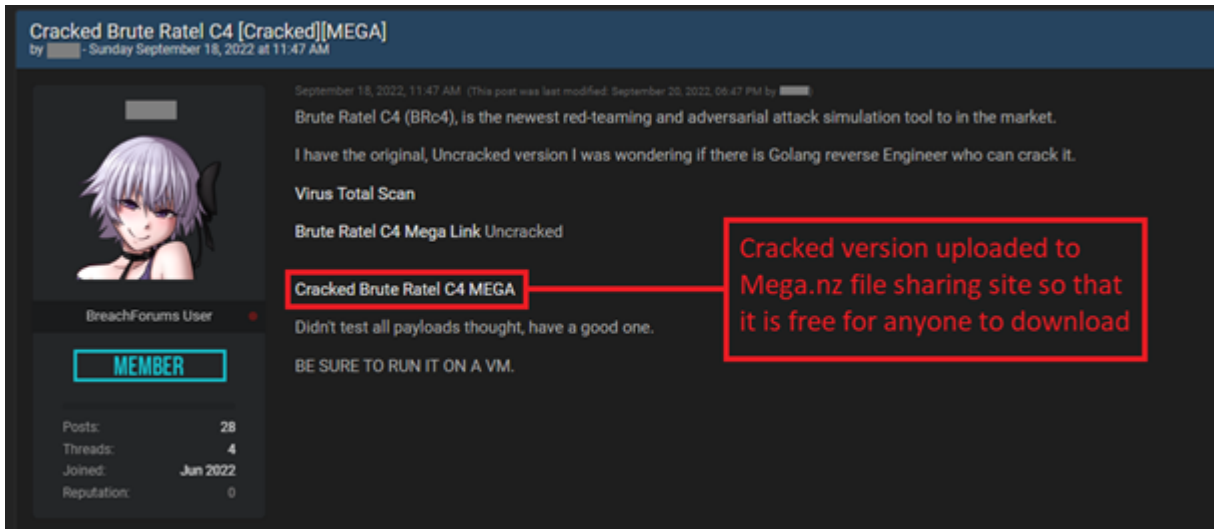 Cracked Brute Ratel C4 [Cracked][MEGA]
by - Sunday September 18, 2022 at 11:47 AM
September 18, 2022, 11:47 AM (This post was last modified: September 20, 2022, 06:47 PM by )
Brute Ratel C4 (BRc4), is the newest red-teaming and adversarial attack simulation tool to in the market.
I have the original, Uncracked version I was wondering if there is Golang reverse Engineer who can crack it.
Virus Total Scan
Brute Ratel C4 Mega Link Uncracked
Cracked Brute Ratel C4 MEGA
Didn't test all payloads thought, have a good one.
BE SURE TO RUN IT ON A VM.
Cracked version uploaded to
Mega.nz file sharing site so that
it is free for anyone to download
BreachForums User
MEMBER
Posts: 28
Threads: 4
Joined: Jun 2022
Reputation: 0